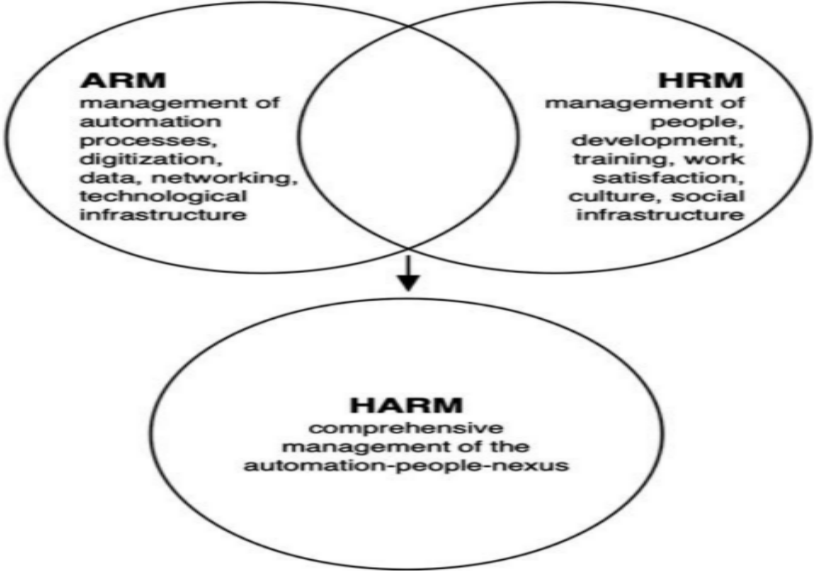 ARM
management of
automation
processes,
digitization,
data, networking,
technological
infrastructure
HRM
management of
people,
development,
training, work
satisfaction,
culture, social
infrastructure
HARM
comprehensive
management of the
automation-people-nexus